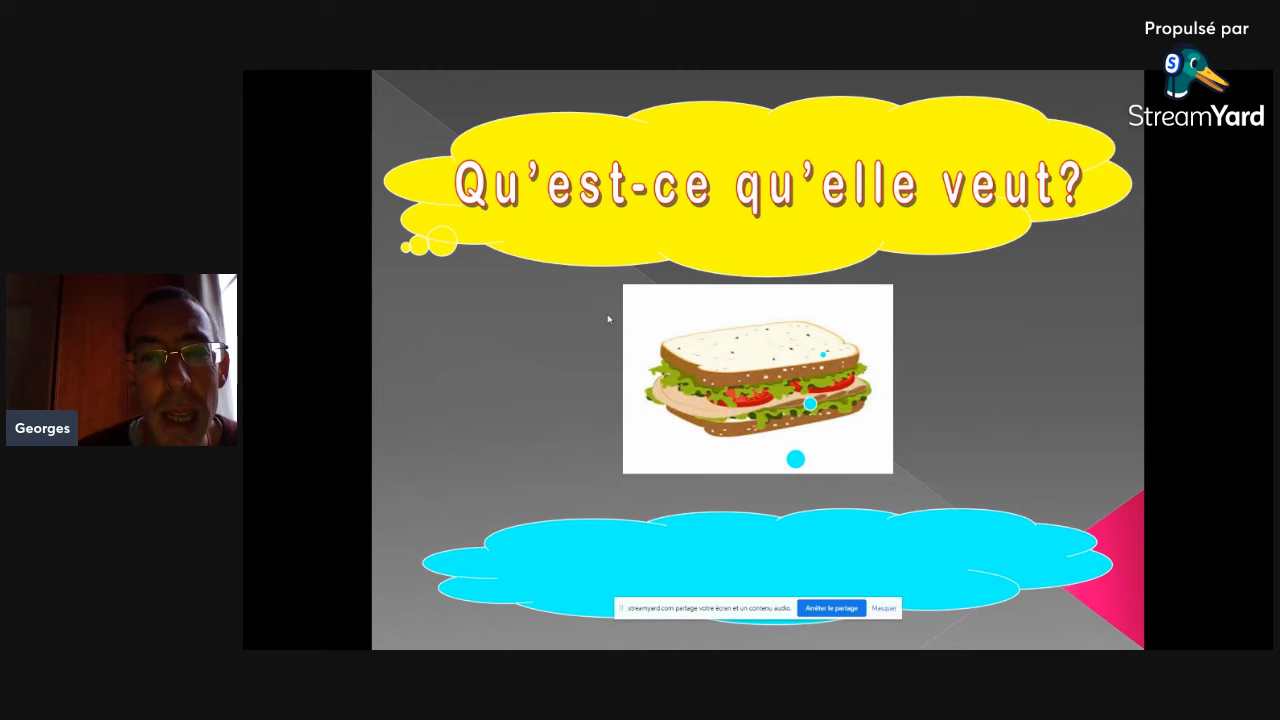 Propulsé par
StreamYard
Qu’est-ce qu’elle veut?
Georges
streamyard.com partage votre écran et un contenu audio. Arrêter le partage Masquer